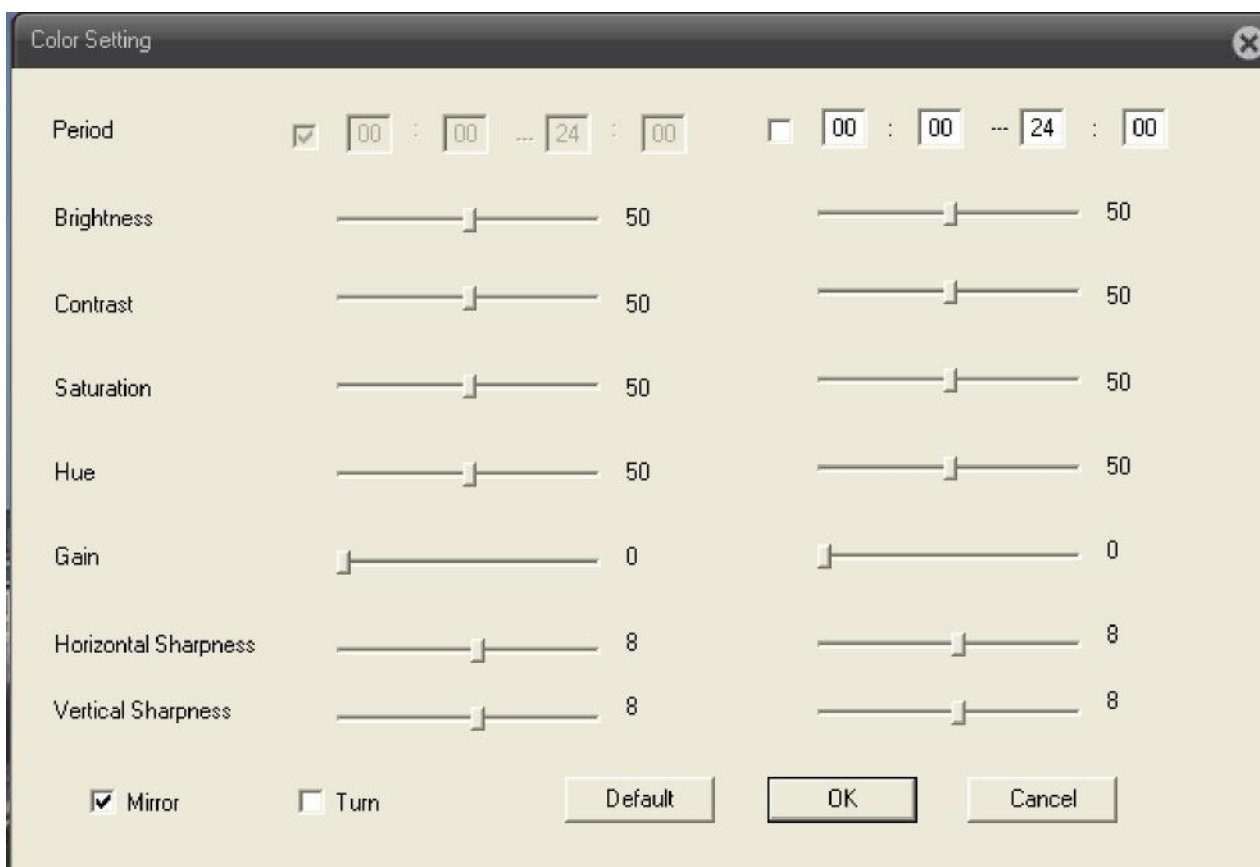 Color Setting
Period 00 : 00 ... 24 : 00 00 : 00 --- 24 : 00
Brightness 50 50
Contrast 50 50
Saturation 50 50
Hue 50 50
Gain 0 0
Horizontal Sharpness 8 8
Vertical Sharpness 8 8
Mirror Turn Default OK Cancel